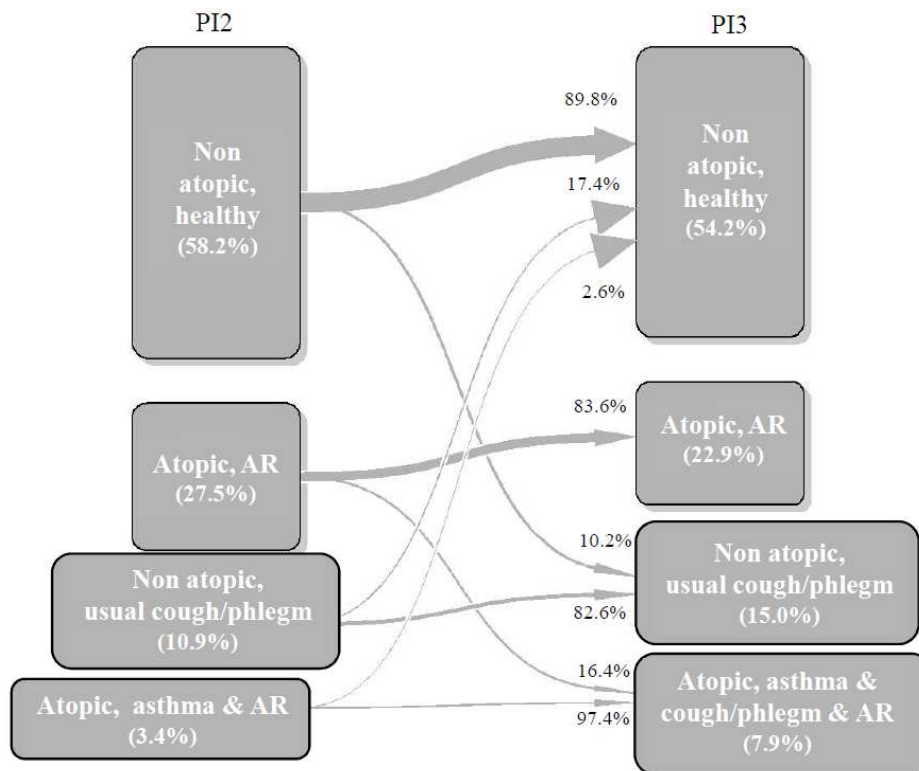 PI2
PI3
Non
atopic,
healthy
(58.2%)
89.8%
17.4%
2.6%
Non
atopic,
healthy
(54.2%)
Atopic, AR
(27.5%)
83.6%
Atopic, AR
(22.9%)
Non atopic,
usual cough/phlegm
(10.9%)
10.2%
82.6%
Non atopic,
usual cough/phlegm
(15.0%)
Atopic, asthma & AR
(3.4%)
16.4%
97.4%
Atopic, asthma &
cough/phlegm & AR
(7.9%)